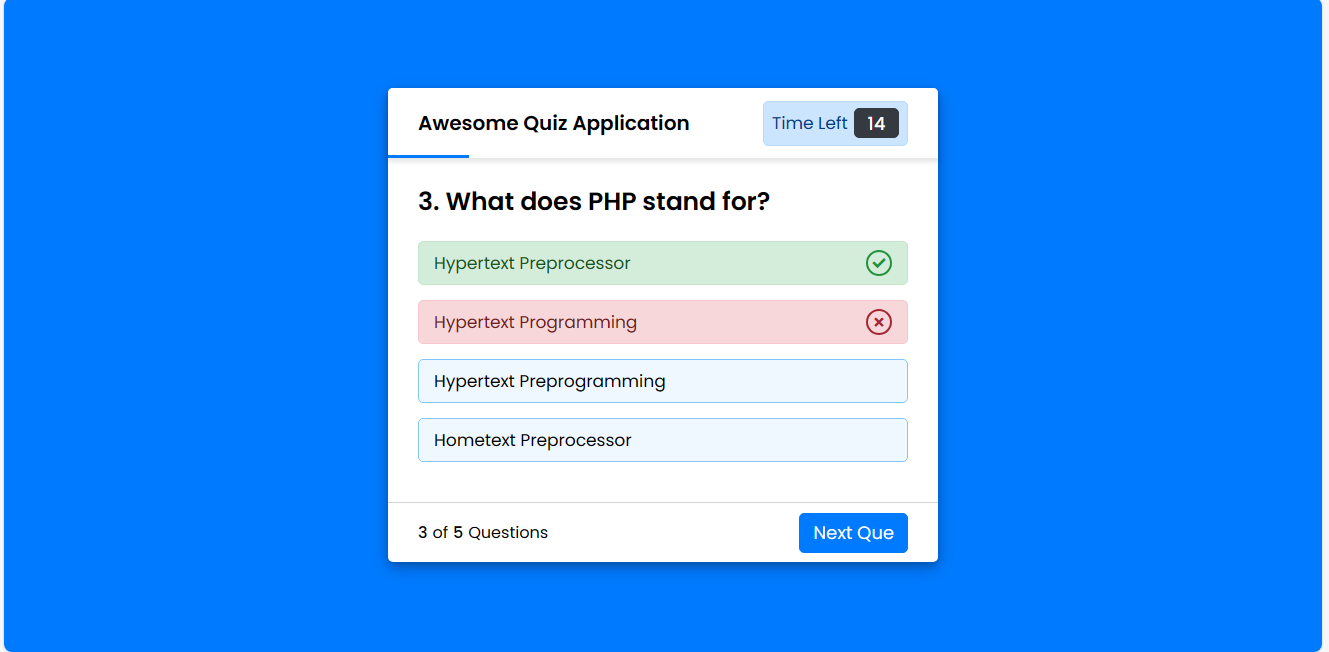 Awesome Quiz Application
Time Left 14
3. What does PHP stand for?
Hypertext Preprocessor
Hypertext Programming
Hypertext Preprogramming
Hometext Preprocessor
3 of 5 Questions
Next Que